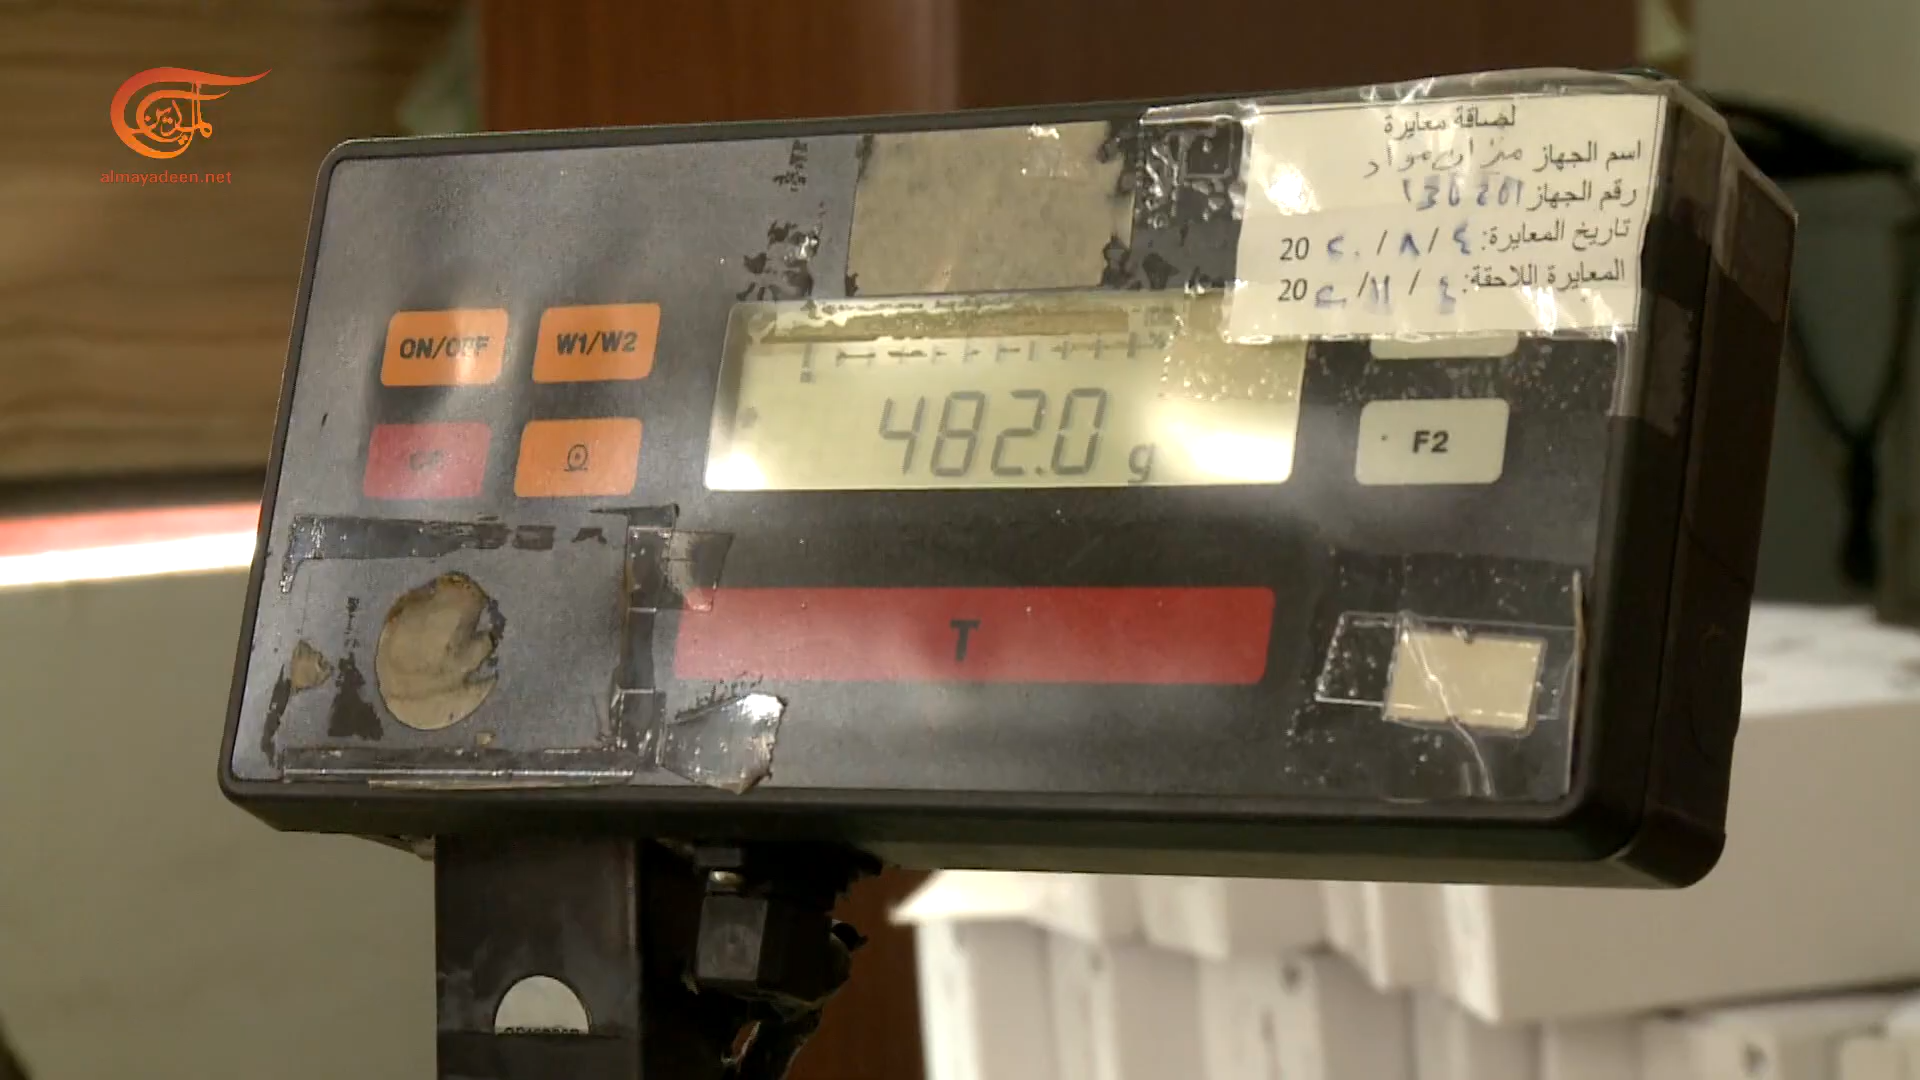 الميادين
almayadeen.net
لصاقة معايرة
اسم الجهاز ميزان مواد
رقم الجهاز
تاريخ المعايرة: ٤ / ٨ / ٢٠ 20
المعايرة اللاحقة: ٤ / ١١ / 20
ON/OFF
W1/W2
482.0 g
F2
T